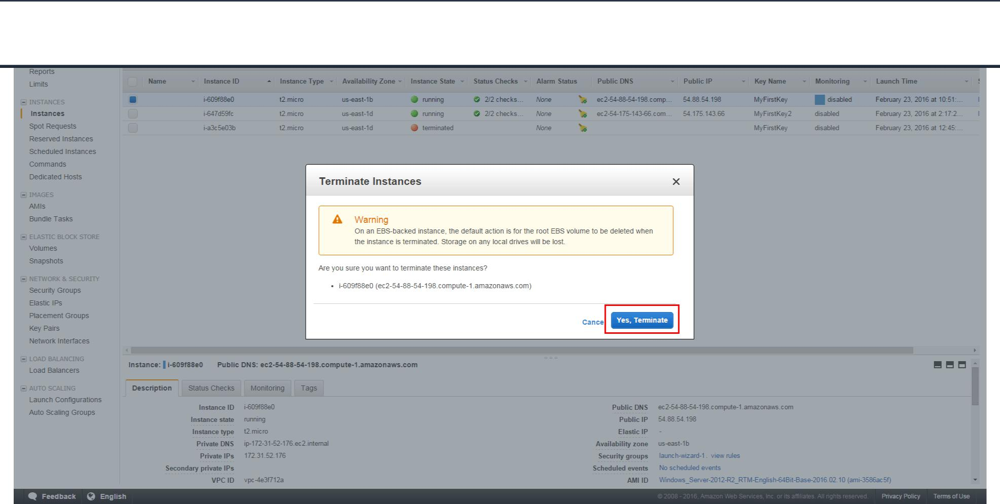 Reports
Limits
INSTANCES
Instances
Spot Requests
Reserved Instances
Scheduled Instances
Commands
Dedicated Hosts
IMAGES
AMIs
Bundle Tasks
ELASTIC BLOCK STORE
Volumes
Snapshots
NETWORK & SECURITY
Security Groups
Elastic IPs
Placement Groups
Key Pairs
Network Interfaces
LOAD BALANCING
Load Balancers
AUTO SCALING
Launch Configurations
Auto Scaling Groups
Name Instance ID Instance Type Availability Zone Instance State Status Checks Alarm Status Public DNS Public IP Key Name Monitoring Launch Time
i-609f88e0 t2.micro us-east-1b running 2/2 checks... None ec2-54-88-54-198.comp... 54.88.54.198 MyFirstKey disabled February 23, 2016 at 10:51:...
i-647d59fc t2.micro us-east-1d running 2/2 checks... None ec2-54-175-143-66.com... 54.175.143.66 MyFirstKey2 disabled February 23, 2016 at 2:17:2...
i-a3c5e03b t2.micro us-east-1d terminated None MyFirstKey disabled February 23, 2016 at 12:45:...
Terminate Instances
Warning
On an EBS-backed instance, the default action is for the root EBS volume to be deleted when
the instance is terminated. Storage on any local drives will be lost.
Are you sure you want to terminate these instances?
• i-609f88e0 (ec2-54-88-54-198.compute-1.amazonaws.com)
Cance Yes, Terminate
Instance: i-609f88e0 Public DNS: ec2-54-88-54-198.compute-1.amazonaws.com
Description Status Checks Monitoring Tags
Instance ID i-609f88e0 Public DNS ec2-54-88-54-198.compute-1.amazonaws.com
Instance state running Public IP 54.88.54.198
Instance type t2.micro Elastic IP -
Private DNS ip-172-31-52-176.ec2.internal Availability zone us-east-1b
Private IPs 172.31.52.176 Security groups launch-wizard-1. view rules
Secondary private IPs Scheduled events No scheduled events
VPC ID vpc-4e3f712a AMI ID Windows_Server-2012-R2_RTM-English-64Bit-Base-2016.02.10 (ami-3586ac5f)
Feedback English © 2008 - 2016, Amazon Web Services, Inc. or its affiliates. All rights reserved. Privacy Policy Terms of Use